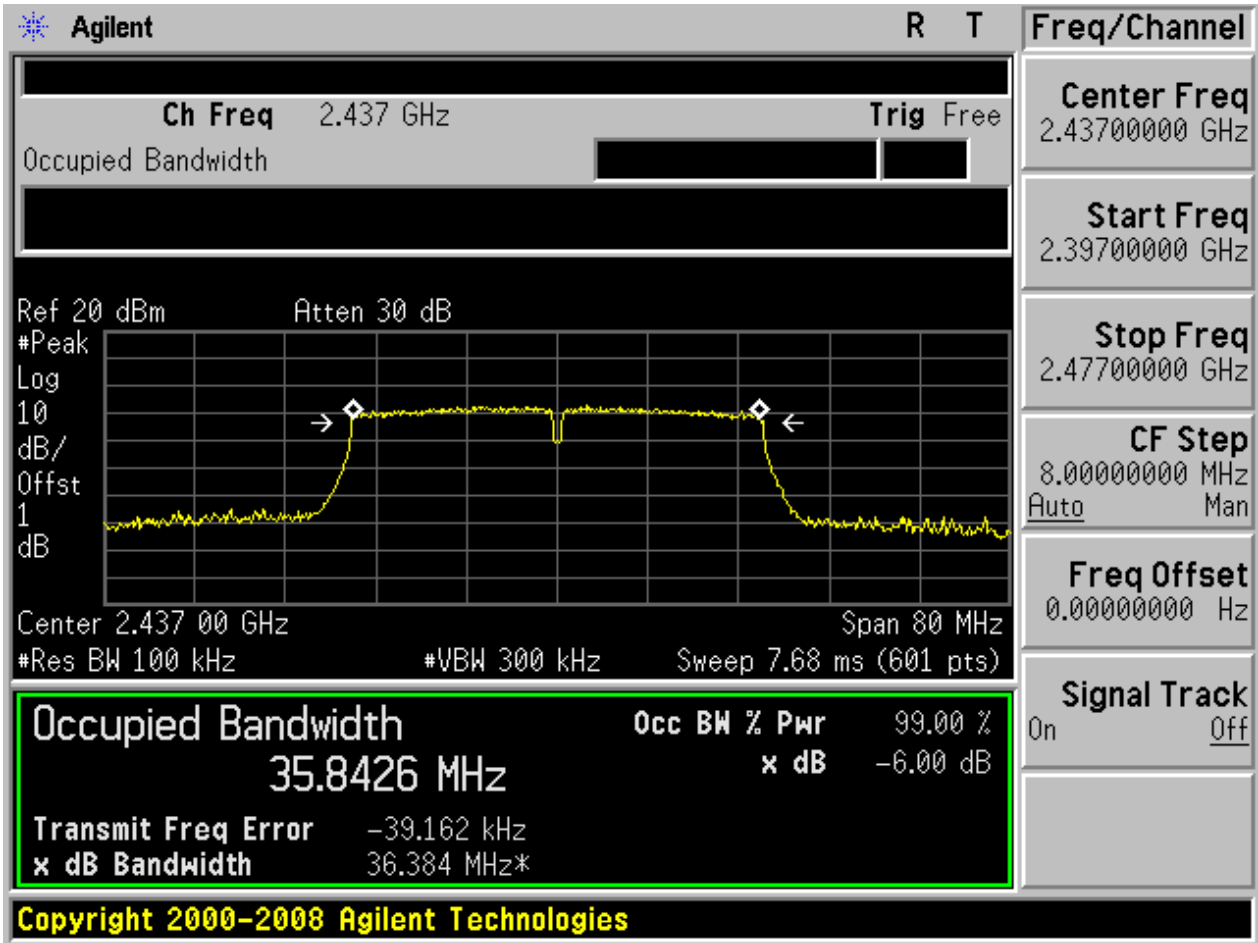 Agilent R T Freq/Channel
Ch Freq 2.437 GHz Trig Free
Occupied Bandwidth
Center Freq
2.43700000 GHz
Start Freq
2.39700000 GHz
Stop Freq
2.47700000 GHz
CF Step
8.00000000 MHz
Auto Man
Freq Offset
0.00000000 Hz
Signal Track
On Off
Ref 20 dBm Atten 30 dB
#Peak
Log
10
dB/
Offst
1
dB
Center 2.437 00 GHz Span 80 MHz
#Res BW 100 kHz #VBW 300 kHz Sweep 7.68 ms (601 pts)
Occupied Bandwidth Occ BW % Pwr 99.00 %
35.8426 MHz x dB -6.00 dB
Transmit Freq Error -39.162 kHz
x dB Bandwidth 36.384 MHz*
Copyright 2000-2008 Agilent Technologies